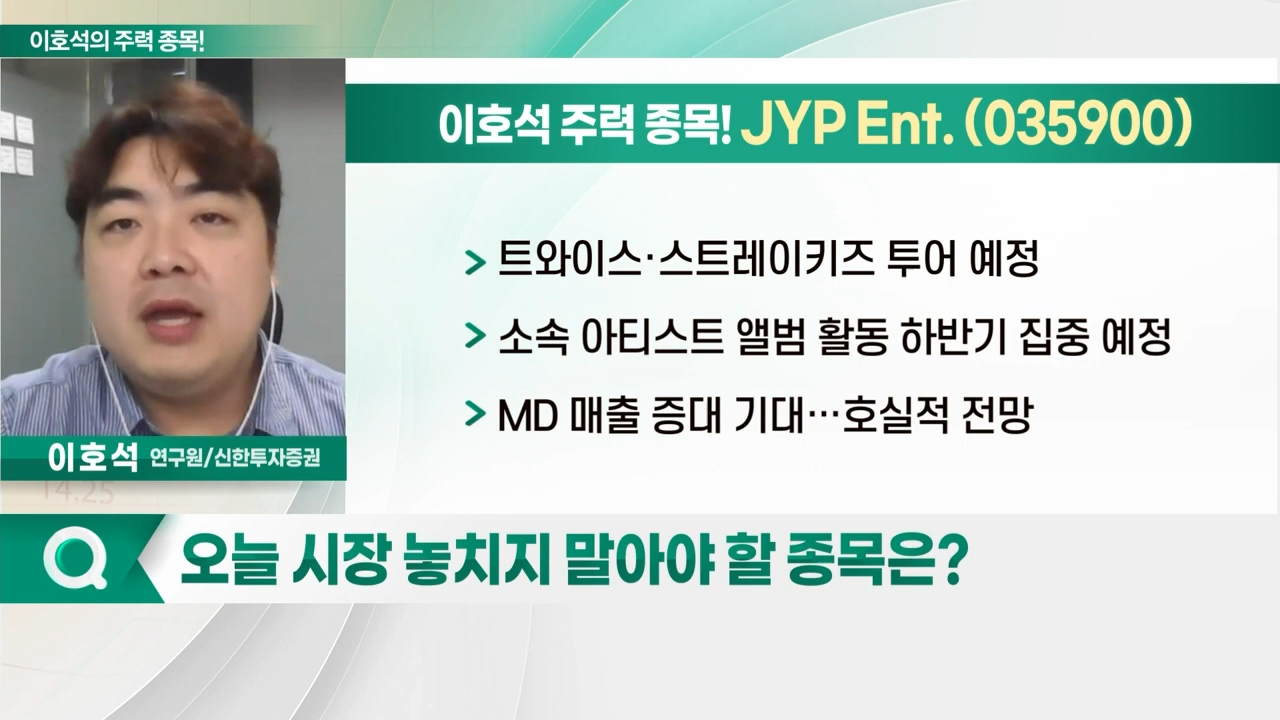 이호석의 주력 종목!
이호석 주력 종목! JYP Ent. (035900)
> 트와이스·스트레이키즈 투어 예정
> 소속 아티스트 앨범 활동 하반기 집중 예정
> MD 매출 증대 기대…호실적 전망
이호석 연구원/신한투자증권
14.25
오늘 시장 놓치지 말아야 할 종목은?